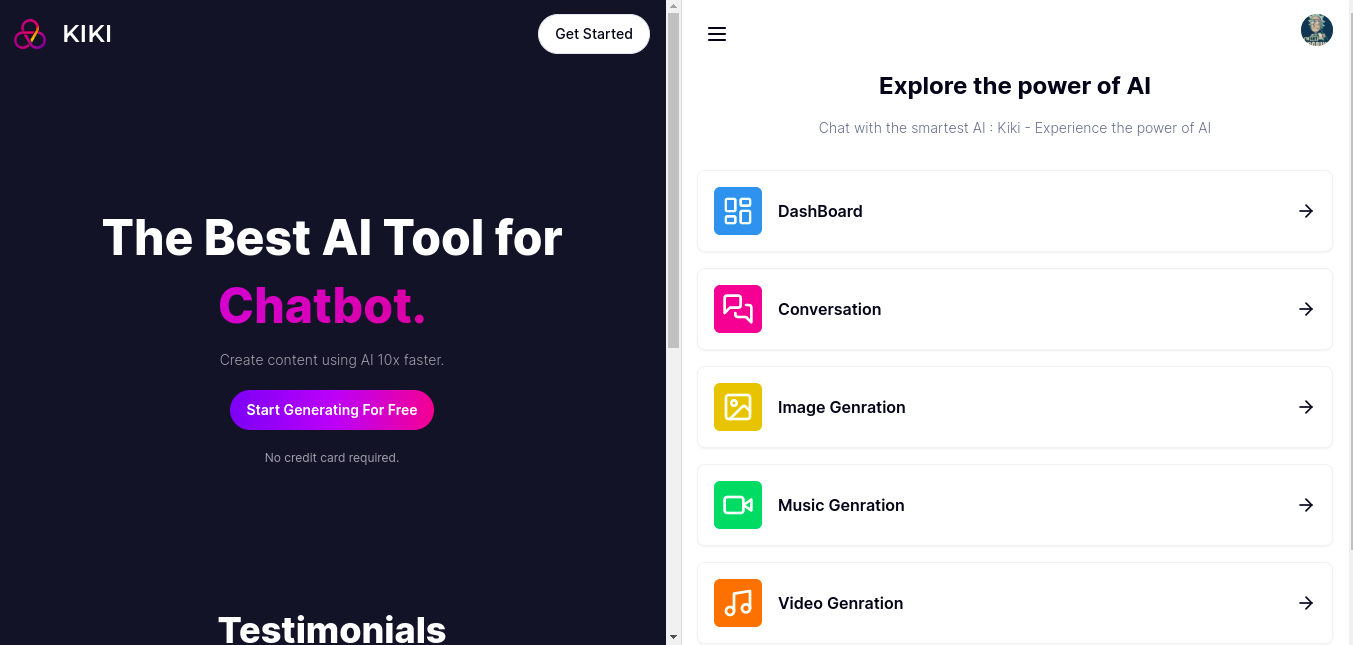 KIKI
Get Started
The Best AI Tool for
Chatbot.
Create content using AI 10x faster.
Start Generating For Free
No credit card required.
Testimonials
Explore the power of AI
Chat with the smartest AI : Kiki - Experience the power of AI
DashBoard
Conversation
Image Genration
Music Genration
Video Genration